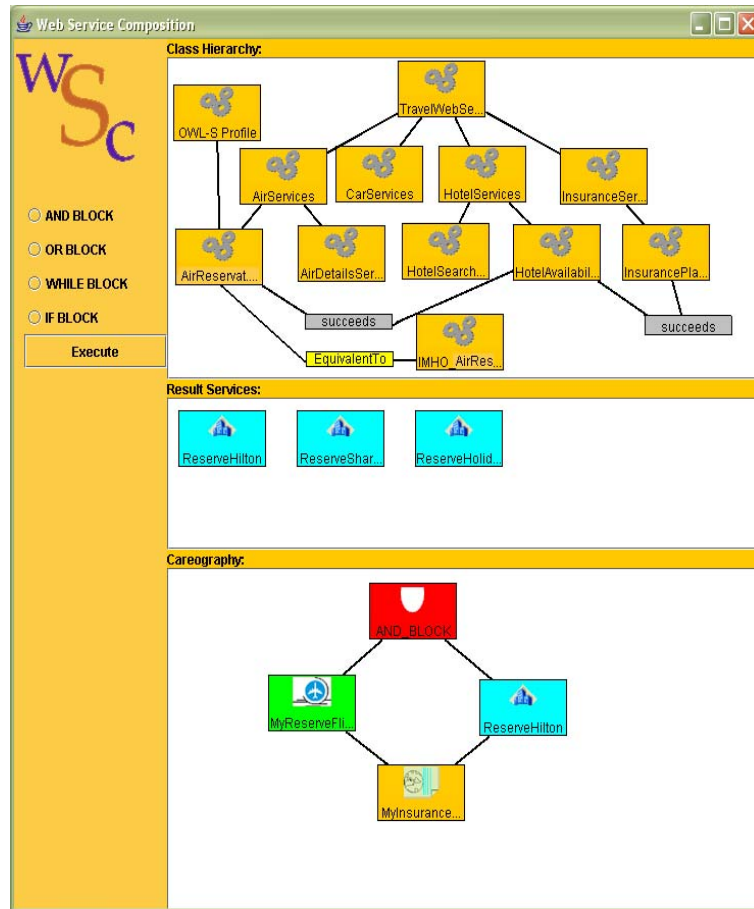 Web Service Composition
WSC
AND BLOCK
OR BLOCK
WHILE BLOCK
IF BLOCK
Execute
Class Hierarchy:
TravelWebSe...
OWL-S Profile
AirServices
CarServices
HotelServices
InsuranceSer...
AirReservat....
AirDetailsSer...
HotelSearch...
HotelAvailabil...
InsurancePla...
succeeds
succeeds
EquivalentTo
IMHO_AirRes...
Result Services:
ReserveHilton
ReserveShar...
ReserveHolid...
Careography:
AND_BLOCK
MyReserveFli...
ReserveHilton
MyInsurance...